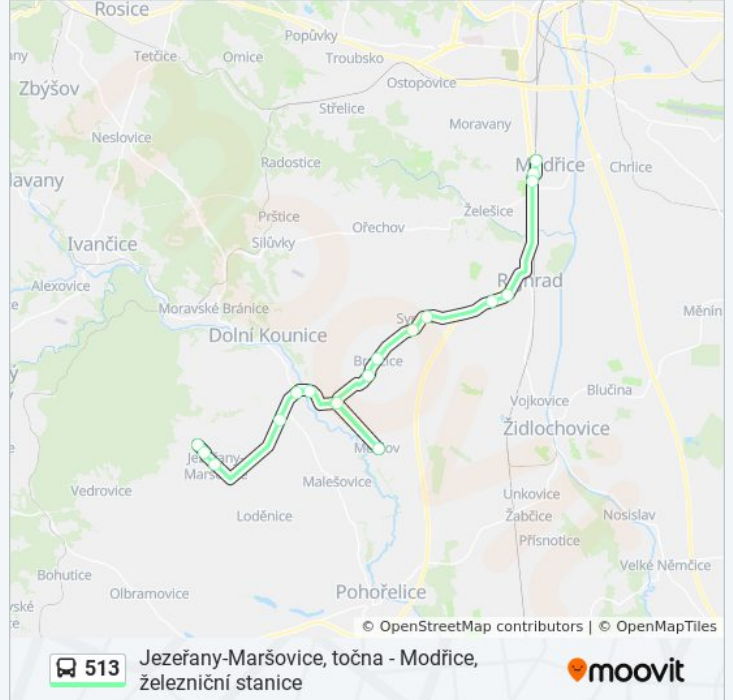 Rosice
Popůvky
Tetčice
Omice
Troubsko
Zbýšov
Ostopovice
Střelice
Moravany
Neslovice
Radostice
Modřice
Chrlice
Prštice
Želešice
Ořechov
Ivančice
Silůvky
Alexovice
Moravské Bránice
Měnín
Dolní Kounice
Blučina
Vojkovice
Židlochovice
Malešovice
Vedrovice
Unkovice
Loděnice
Žabčice
Nosislav
Přísnotice
Velké Němčice
Bohutice
Olbramovice
Pohořelice
© OpenStreetMap contributors | © OpenMapTiles
513
Jezeřany-Maršovice, točna - Modřice,
železniční stanice
moovit